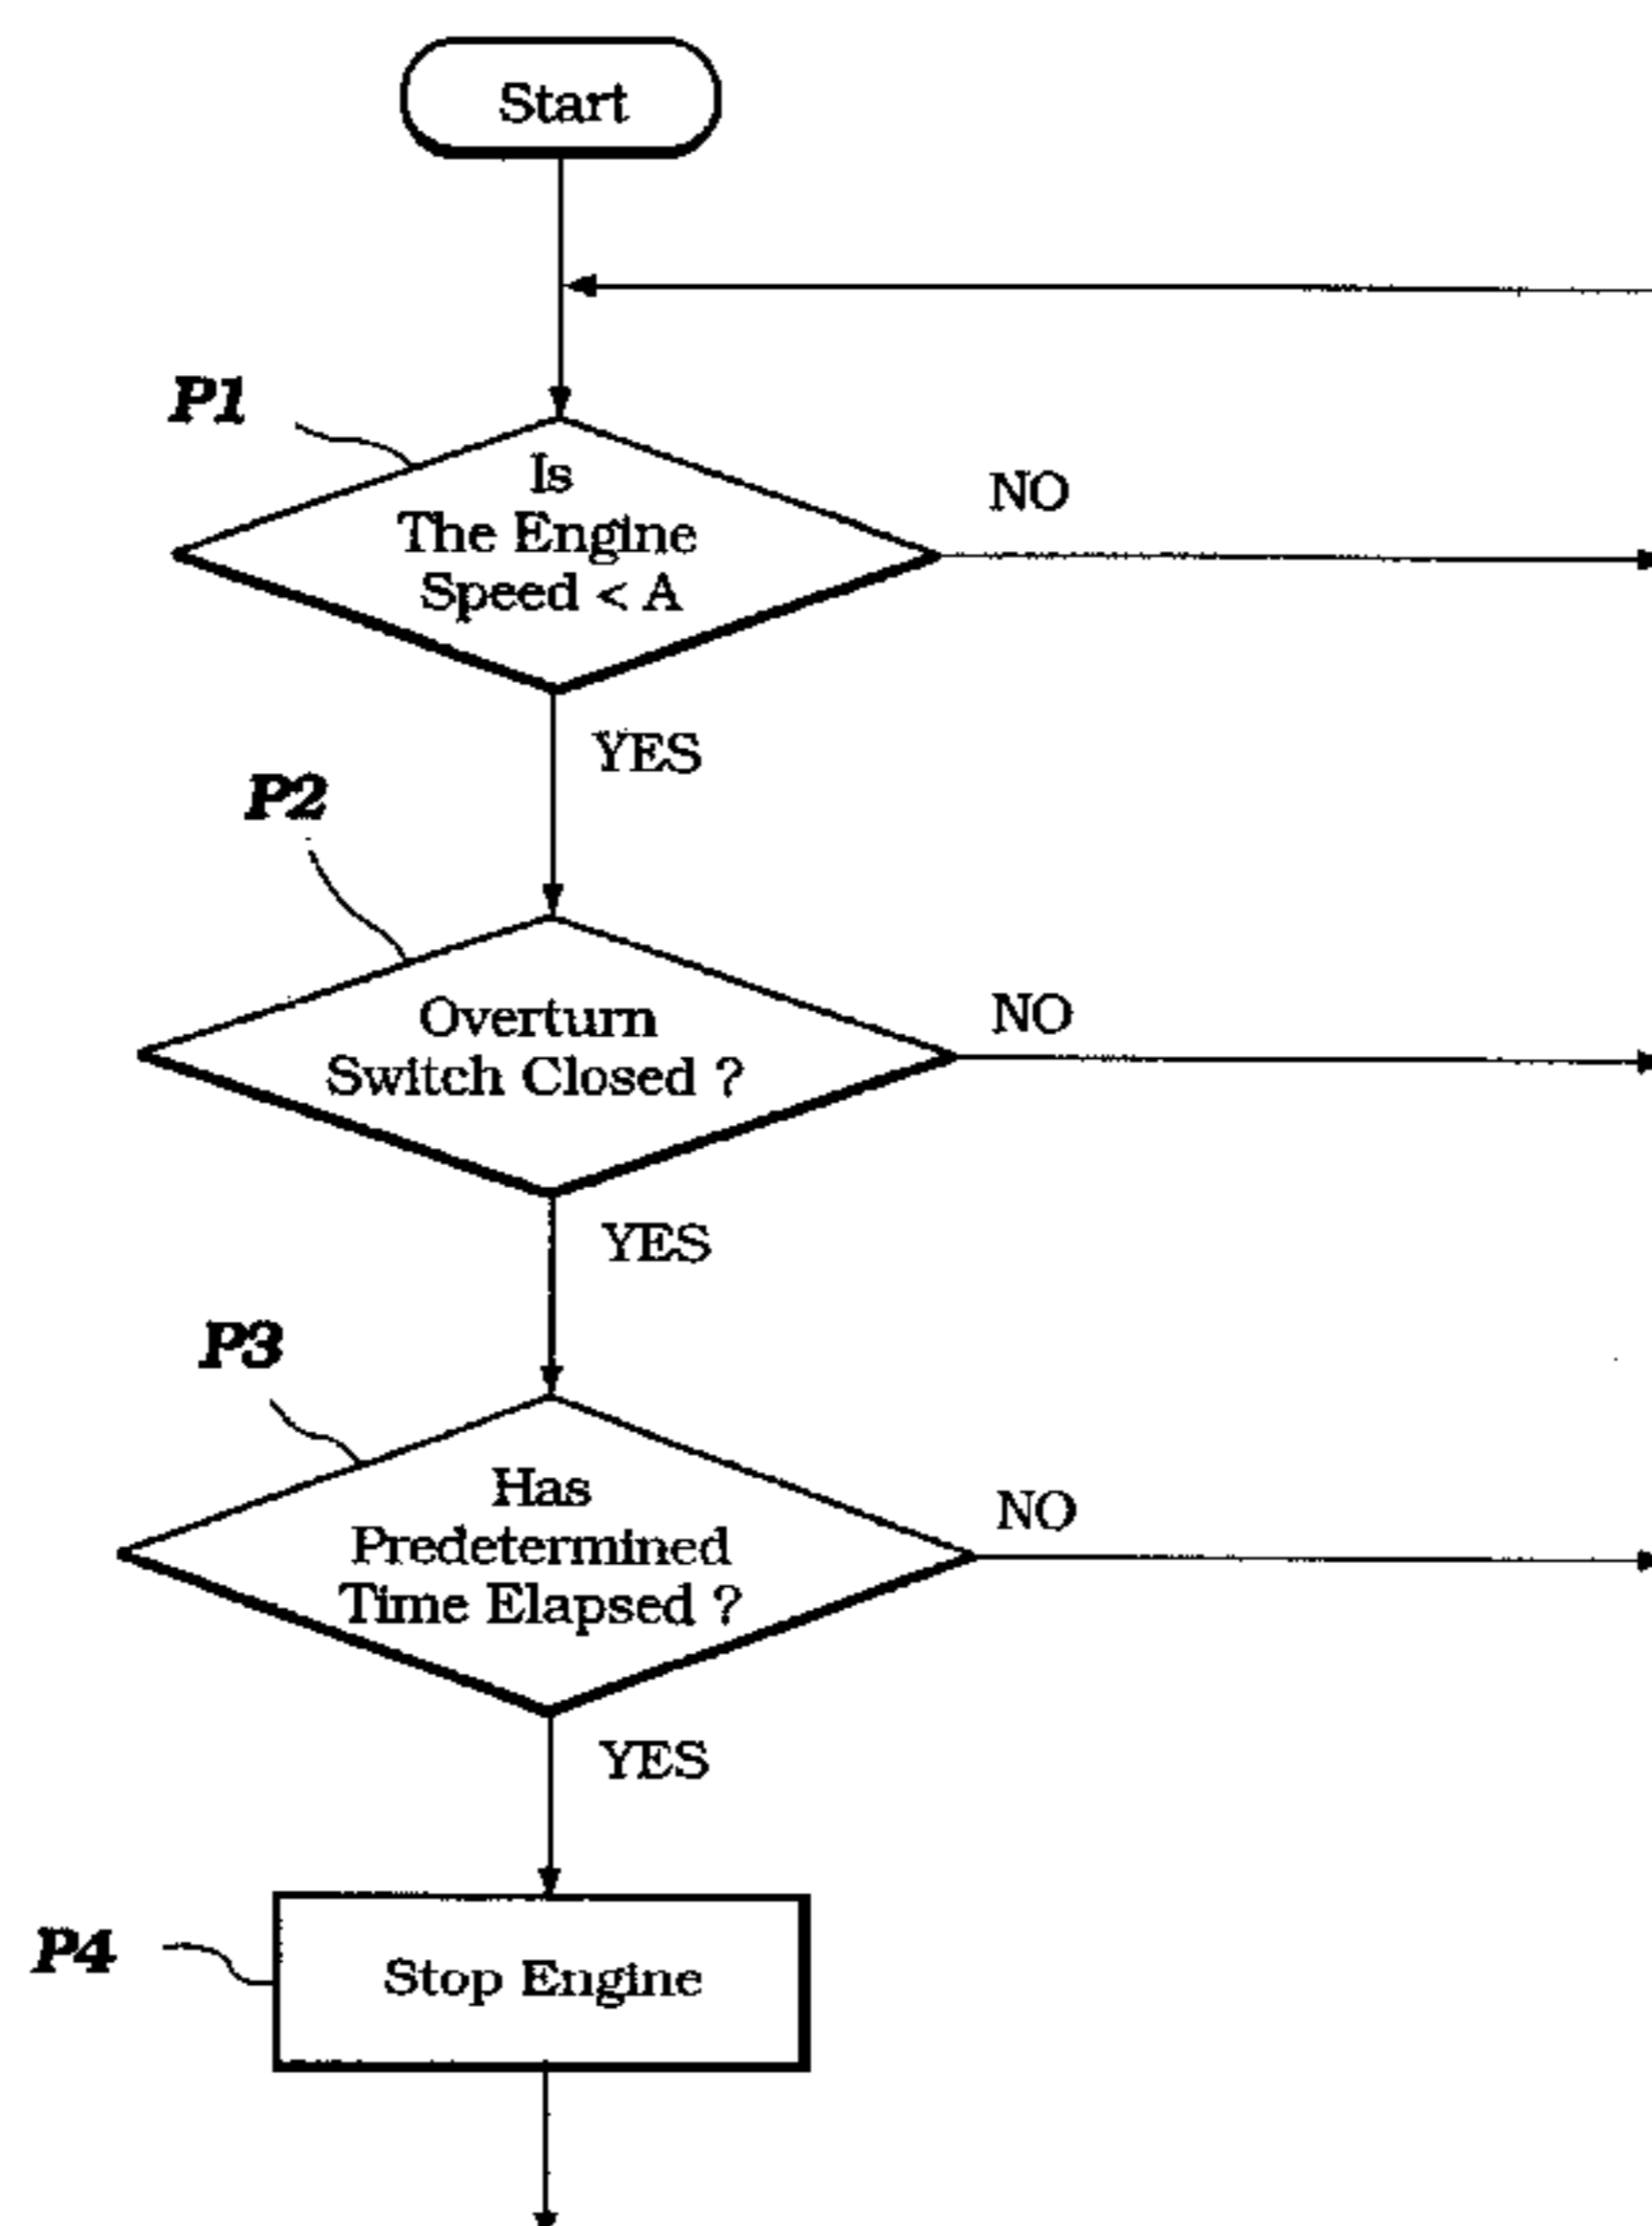 Start
P1
Is
The Engine
Speed < A
NO
YES
P2
Overturn
Switch Closed ?
NO
YES
P3
Has
Predetermined
Time Elapsed ?
NO
YES
P4
Stop Engine